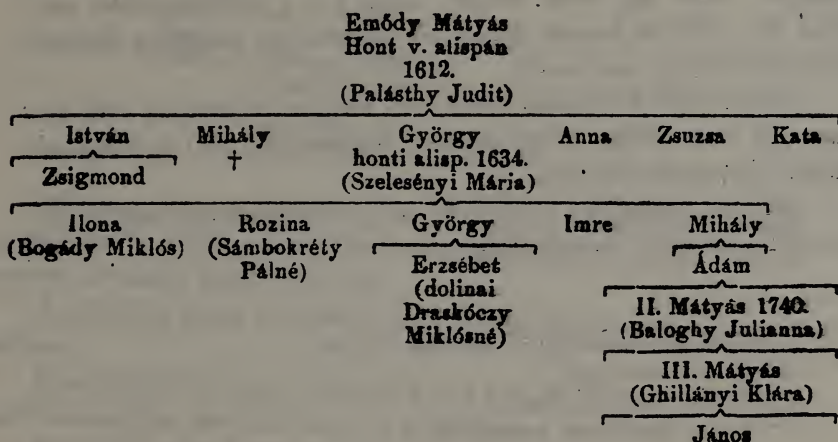 Emődy Mátyás
Hont v. alispán
1612.
(Palásthy Judit)
István Mihály György Anna Zsuzsa Kata
† honti alisp. 1634.
Zsigmond (Szelesényi Mária)
Ilona Rozina György Imre Mihály
(Bogády Miklós) (Sámbokréty
Pálné)
Erzsébet Ádám
(dolinai
Draskóczy
Miklósné)
II. Mátyás 1740.
(Baloghy Julianna)
III. Mátyás
(Ghillányi Klára)
János